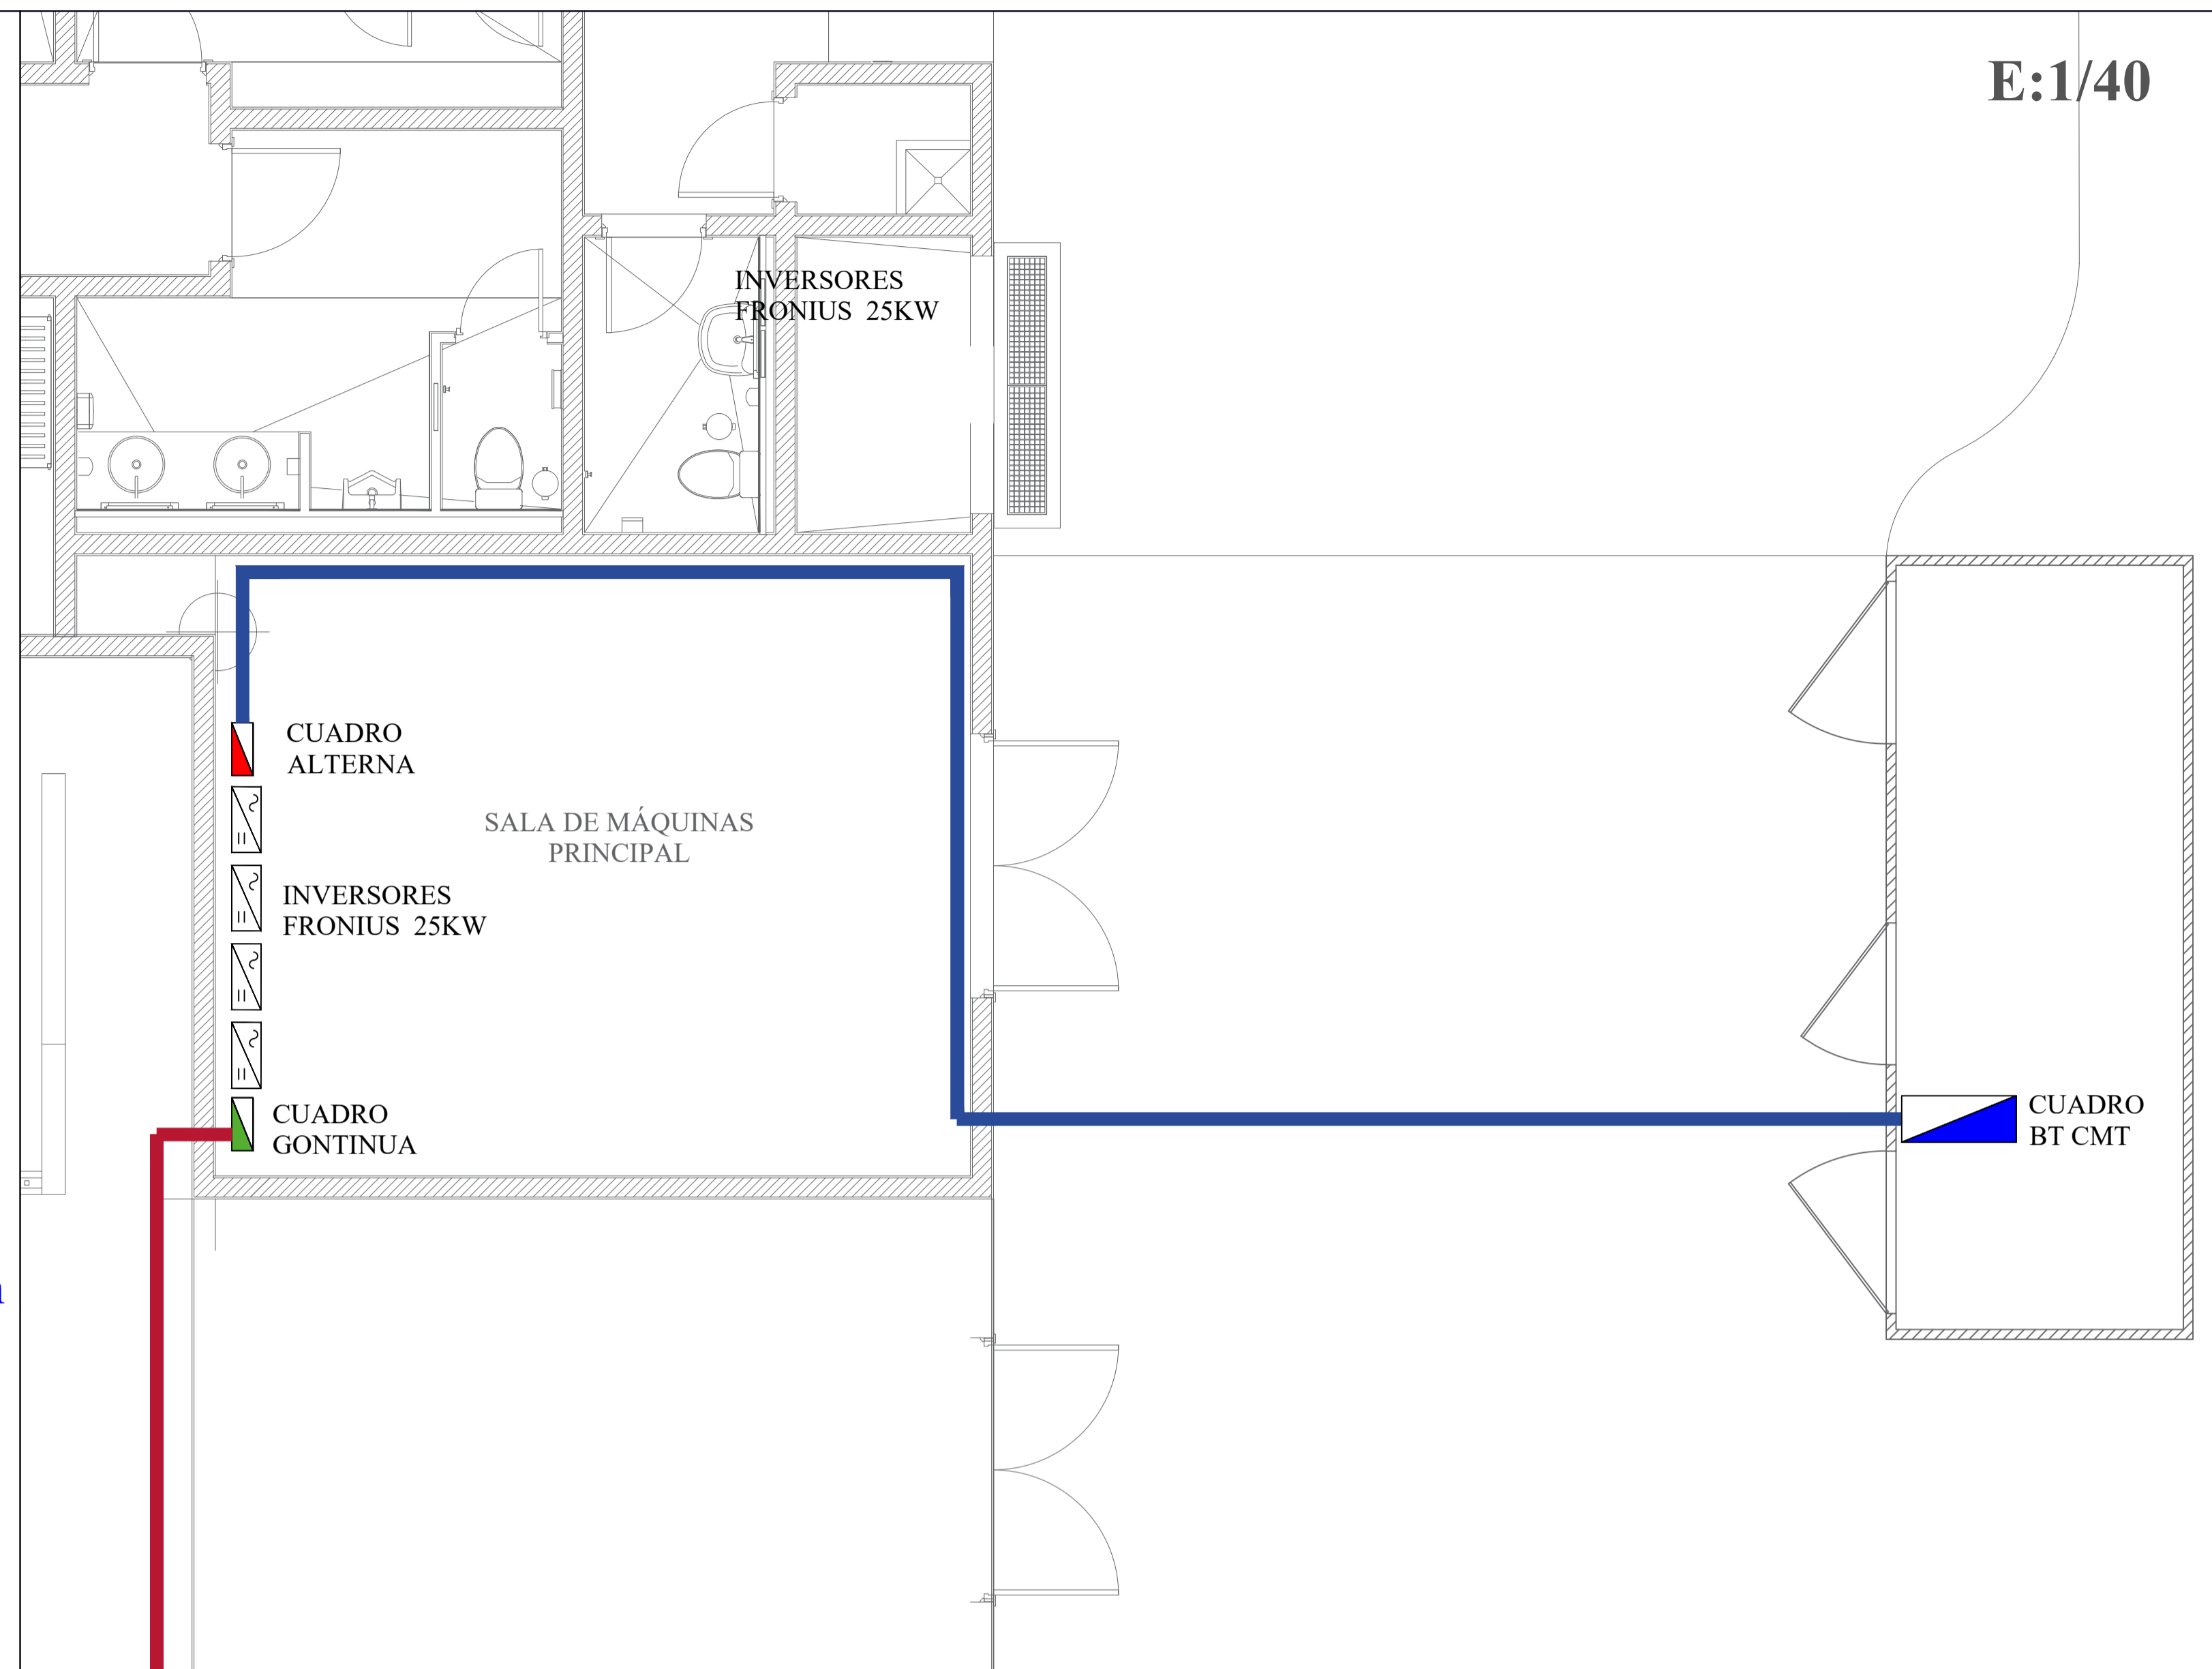 E:1/40
INVERSORES
FRONIUS 25KW
CUADRO
ALTERNA
SALA DE MÁQUINAS
PRINCIPAL
INVERSORES
FRONIUS 25KW
CUADRO
GONTINUA
CUADRO
BT CMT